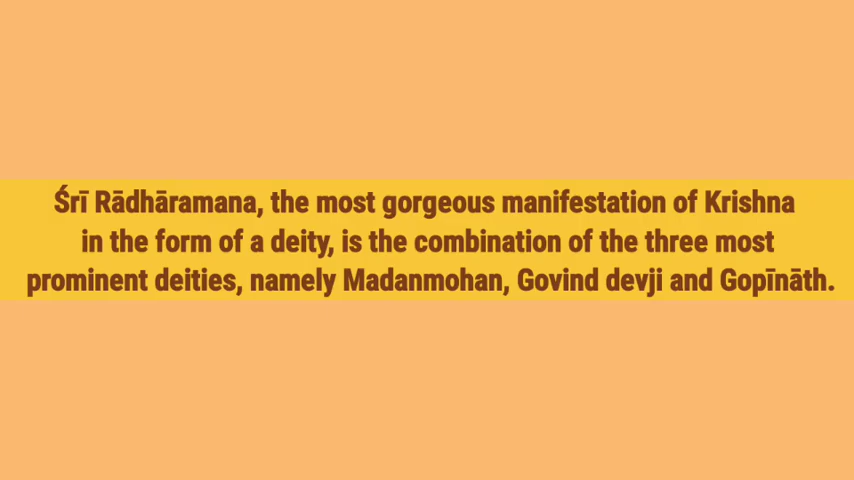 Śrī Rādhāramana, the most gorgeous manifestation of Krishna
in the form of a deity, is the combination of the three most
prominent deities, namely Madanmohan, Govind devji and Gopīnāth.